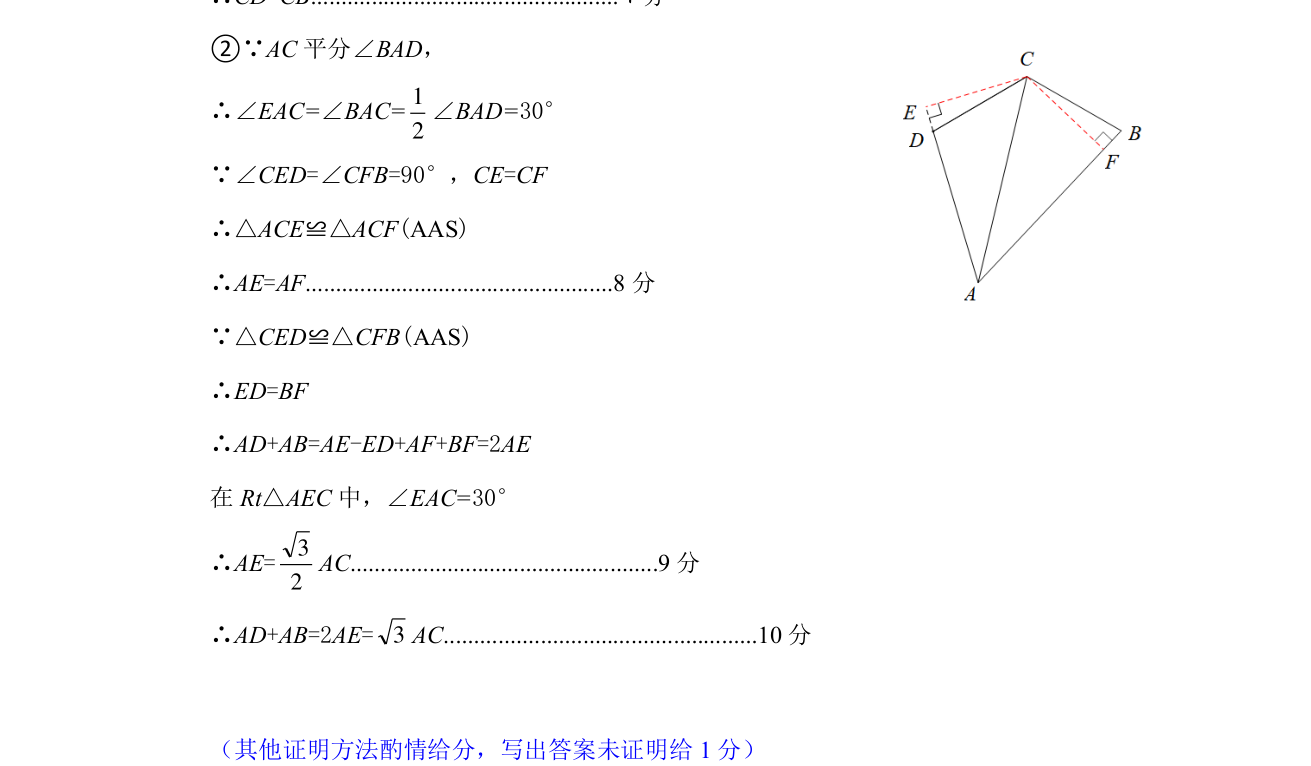 ∴CD=CB..................................................7分
②∵AC平分∠BAD,
∴∠EAC=∠BAC=1/2∠BAD=30°
∵∠CED=∠CFB=90°,CE=CF
∴△ACE≌△ACF(AAS)
∴AE=AF..................................................8分
∵△CED≌△CFB(AAS)
∴ED=BF
∴AD+AB=AE-ED+AF+BF=2AE
在Rt△AEC中,∠EAC=30°
∴AE=√3/2 AC..................................................9分
∴AD+AB=2AE=√3 AC...................................................10分
(其他证明方法酌情给分,写出答案未证明给1分)
C
E
D
B
F
A